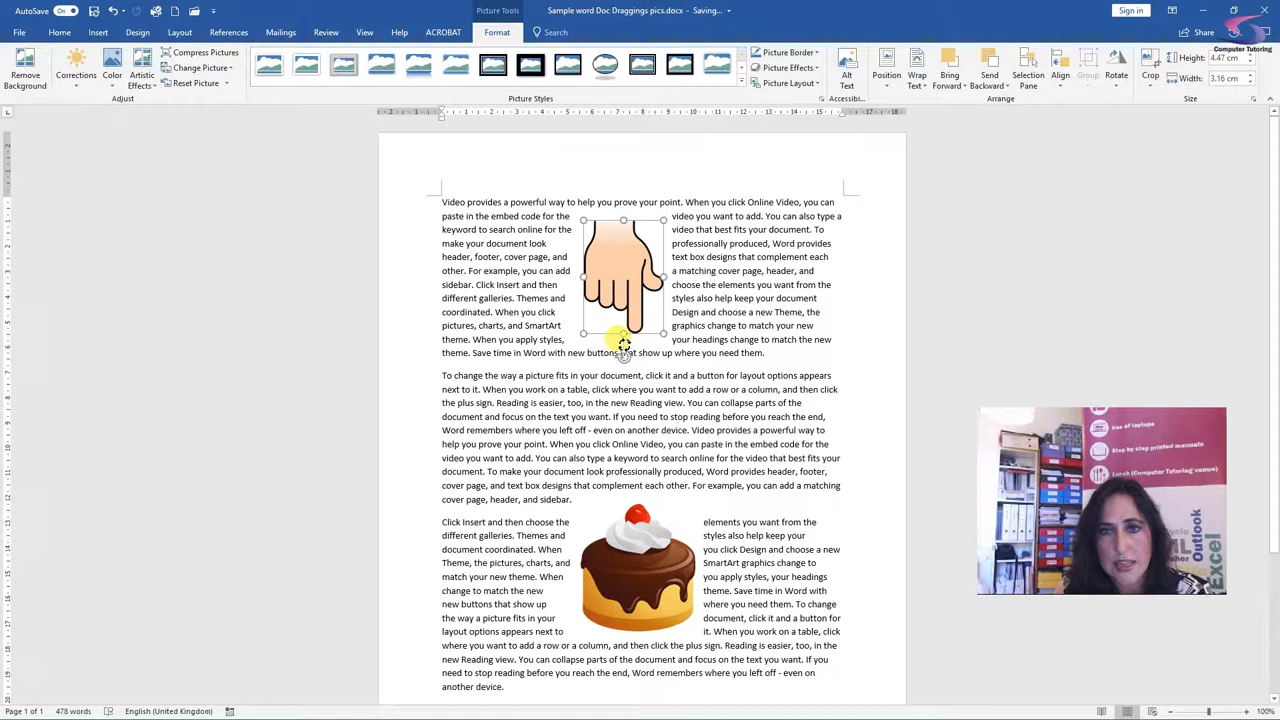 AutoSave On
Picture Tools
Sample word Doc Draggings pics.docx - Saving...
Sign in
File Home Insert Design Layout References Mailings Review View Help ACROBAT Format Search
Share
Computer Tutoring
Remove Background
Corrections
Color
Artistic Effects
Compress Pictures
Change Picture
Reset Picture
Picture Border
Picture Effects
Picture Layout
Alt Text
Position
Wrap Text
Bring Forward
Send Backward
Selection Pane
Align
Group
Rotate
Crop
Height: 4.47 cm
Width: 3.16 cm
Adjust
Picture Styles
Accessibi...
Arrange
Size
Video provides a powerful way to help you prove your point. When you click Online Video, you can
paste in the embed code for the video you want to add. You can also type a
keyword to search online for the video that best fits your document. To
make your document look professionally produced, Word provides
header, footer, cover page, and text box designs that complement each
other. For example, you can add a matching cover page, header, and
sidebar. Click Insert and then choose the elements you want from the
different galleries. Themes and styles also help keep your document
coordinated. When you click Design and choose a new Theme, the
pictures, charts, and SmartArt graphics change to match your new
theme. When you apply styles, your headings change to match the new
theme. Save time in Word with new buttons that show up where you need them.
To change the way a picture fits in your document, click it and a button for layout options appears
next to it. When you work on a table, click where you want to add a row or a column, and then click
the plus sign. Reading is easier, too, in the new Reading view. You can collapse parts of the
document and focus on the text you want. If you need to stop reading before you reach the end,
Word remembers where you left off - even on another device. Video provides a powerful way to
help you prove your point. When you click Online Video, you can paste in the embed code for the
video you want to add. You can also type a keyword to search online for the video that best fits your
document. To make your document look professionally produced, Word provides header, footer,
cover page, and text box designs that complement each other. For example, you can add a matching
cover page, header, and sidebar.
Click Insert and then choose the elements you want from the
different galleries. Themes and styles also help keep your
document coordinated. When you click Design and choose a new
Theme, the pictures, charts, and SmartArt graphics change to
match your new theme. When you apply styles, your headings
change to match the new theme. Save time in Word with
new buttons that show up where you need them. To change
the way a picture fits in your document, click it and a button for
layout options appears next to it. When you work on a table, click
where you want to add a row or a column, and then click the plus sign. Reading is easier, too, in the
new Reading view. You can collapse parts of the document and focus on the text you want. If you
need to stop reading before you reach the end, Word remembers where you left off - even on
another device.
Use of laptops
Step by step printed manuals
Lunch (Computer Tutoring venue)
Outlook
Excel
Page 1 of 1 478 words English (United Kingdom)
100%